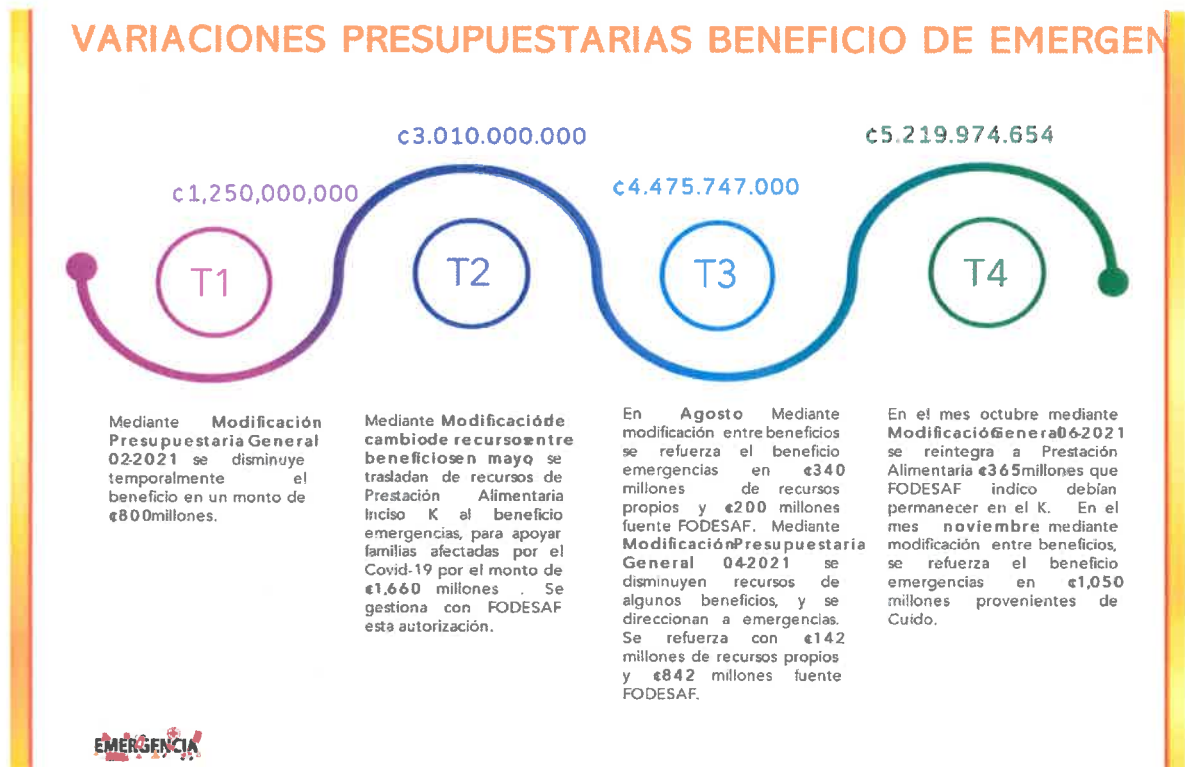 VARIACIONES PRESUPUESTARIAS BENEFICIO DE EMERGEN
¢1,250,000,000
¢3.010.000.000
¢4.475.747.000
¢5.219.974.654
T1
T2
T3
T4
Mediante Modificación
Presupuestaria General
02-2021 se disminuye
temporalmente el
beneficio en un monto de
¢800millones.
Mediante Modificaciónde
cambiode recursosentre
beneficiosen mayo, se
trasladan de recursos de
Prestación Alimentaria
Inciso K al beneficio
emergencias, para apoyar
familias afectadas por el
Covid-19 por el monto de
¢1,660 millones . Se
gestiona con FODESAF
esta autorización.
En Agosto Mediante
modificación entre beneficios
se refuerza el beneficio
emergencias en ¢340
millones de recursos
propios y ¢200 millones
fuente FODESAF. Mediante
ModificaciónPresupuestaria
General 04-2021 se
disminuyen recursos de
algunos beneficios, y se
direccionan a emergencias.
Se refuerza con ¢142
millones de recursos propios
y ¢842 millones fuente
FODESAF.
En el mes octubre mediante
ModificaciónGeneral06-2021
se reintegra a Prestación
Alimentaria ¢365millones que
FODESAF indico debían
permanecer en el K. En el
mes noviembre mediante
modificación entre beneficios,
se refuerza el beneficio
emergencias en ¢1,050
millones provenientes de
Cuido.
EMERGENCIA